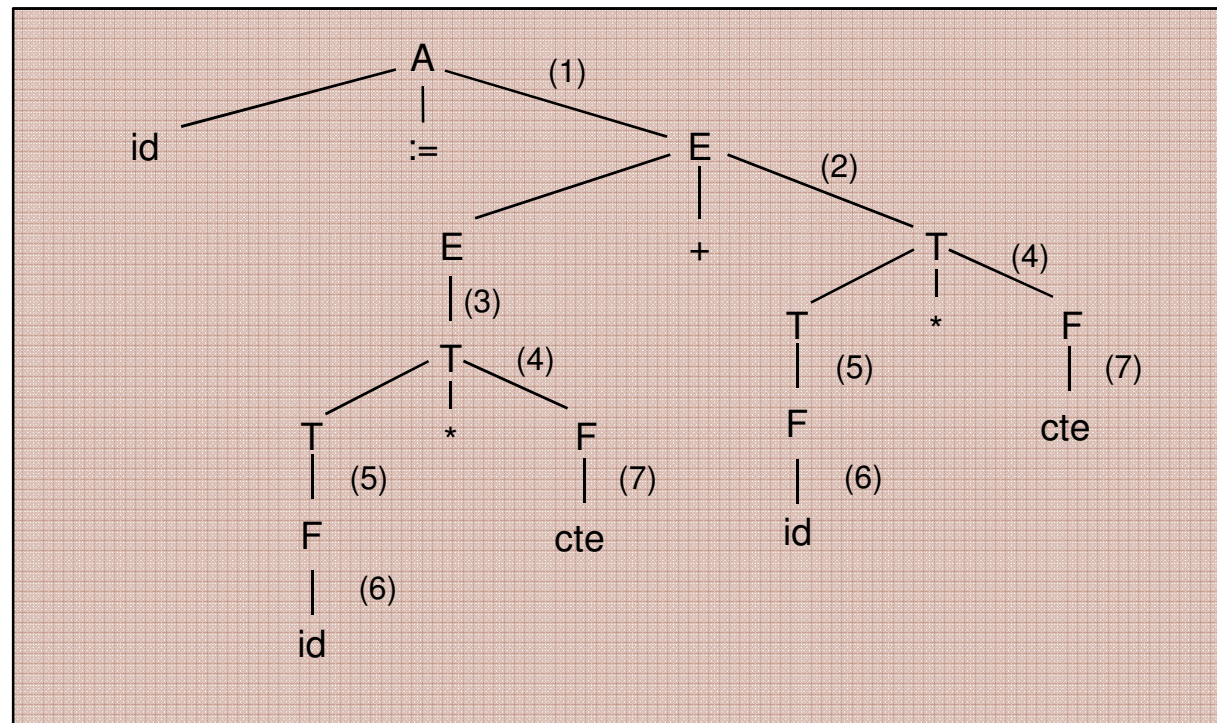 A (1)
id := E (2)
E + T (4)
(3) T * F
T (4) (5) (7)
T * F F cte
(5) (7) (6)
F cte id
(6)
id